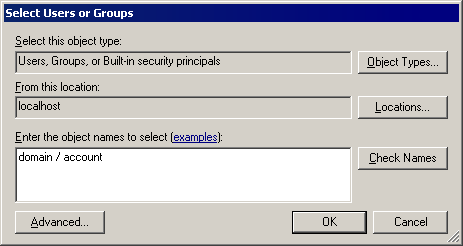 Select Users or Groups
Select this object type:
Users, Groups, or Built-in security principals
Object Types...
From this location:
localhost
Locations...
Enter the object names to select (examples):
domain / account
Check Names
Advanced...
OK
Cancel